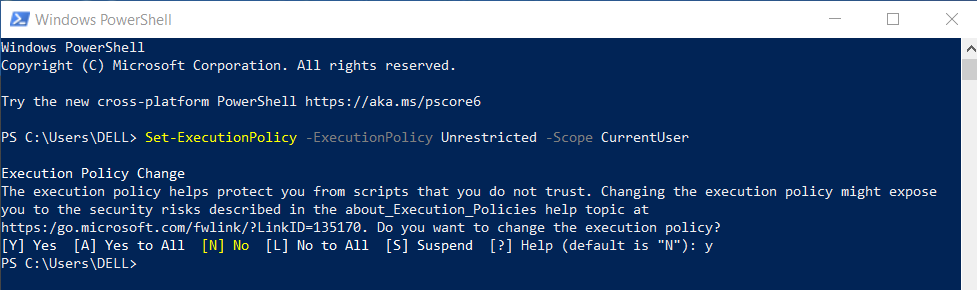 Windows PowerShell
Windows PowerShell
Copyright (C) Microsoft Corporation. All rights reserved.
Try the new cross-platform PowerShell https://aka.ms/pscore6
PS C:\Users\DELL> Set-ExecutionPolicy -ExecutionPolicy Unrestricted -Scope CurrentUser
Execution Policy Change
The execution policy helps protect you from scripts that you do not trust. Changing the execution policy might expose
you to the security risks described in the about_Execution_Policies help topic at
https:/go.microsoft.com/fwlink/?LinkID=135170. Do you want to change the execution policy?
[Y] Yes  [A] Yes to All  [N] No  [L] No to All  [S] Suspend  [?] Help (default is "N"): y
PS C:\Users\DELL>